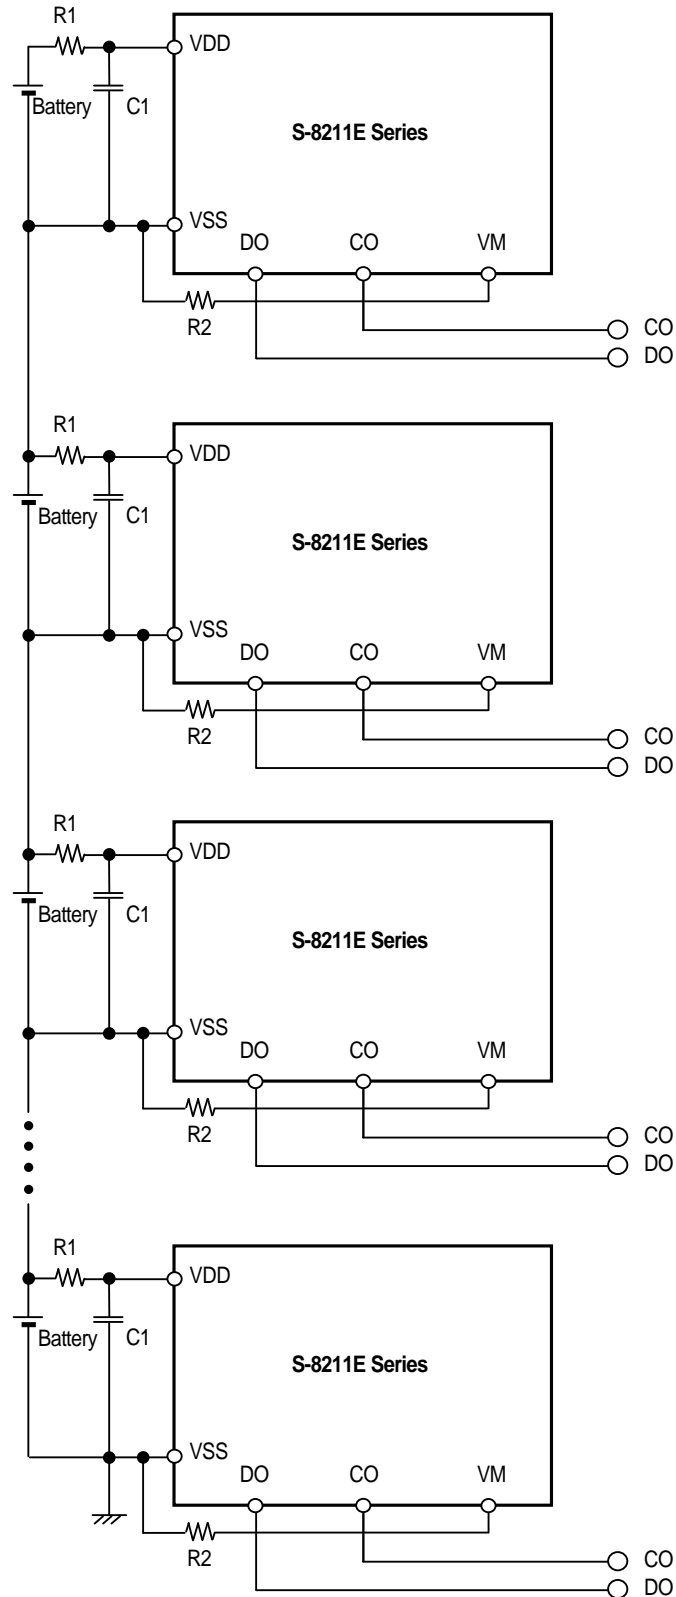 R1
VDD
Battery
C1
S-8211E Series
VSS
DO
CO
VM
R2
CO
DO
R1
VDD
Battery
C1
S-8211E Series
VSS
DO
CO
VM
R2
CO
DO
R1
VDD
Battery
C1
S-8211E Series
VSS
DO
CO
VM
R2
CO
DO
R1
VDD
Battery
C1
S-8211E Series
VSS
DO
CO
VM
R2
CO
DO